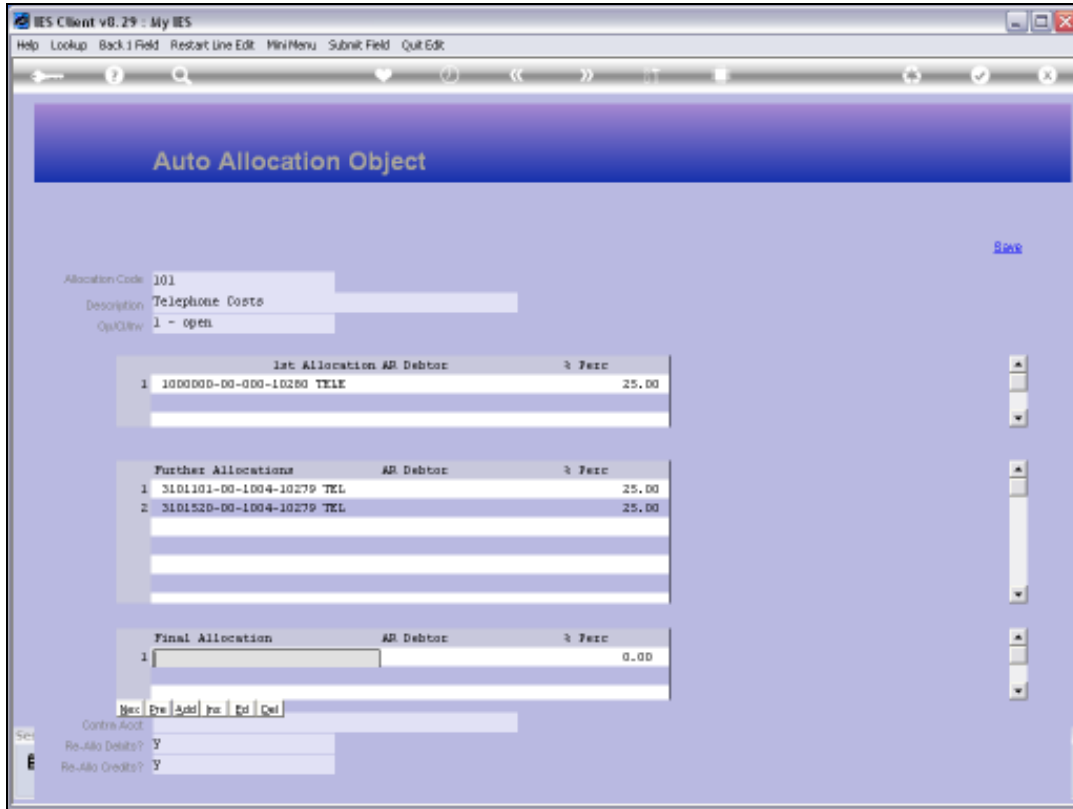 IES Client v8.29 : My IES
Help Lookup Back 1 Field Restart Line Edit MiniMenu Submit Field Quit Edit
Auto Allocation Object
Save
Allocation Code 101
Description Telephone Costs
Op/Cl/Inv 1 - open
1st Allocation AR Debtor % Perc
1 1000000-00-000-10280 TELE 25.00
Further Allocations AR Debtor % Perc
1 3101101-00-1004-10279 TEL 25.00
2 3101520-00-1004-10279 TEL 25.00
Final Allocation AR Debtor % Perc
1 0.00
Nex Pre Add Ins Ed Del
Contra Acct
Re-Allo Debits? Y
Re-Allo Credits? Y